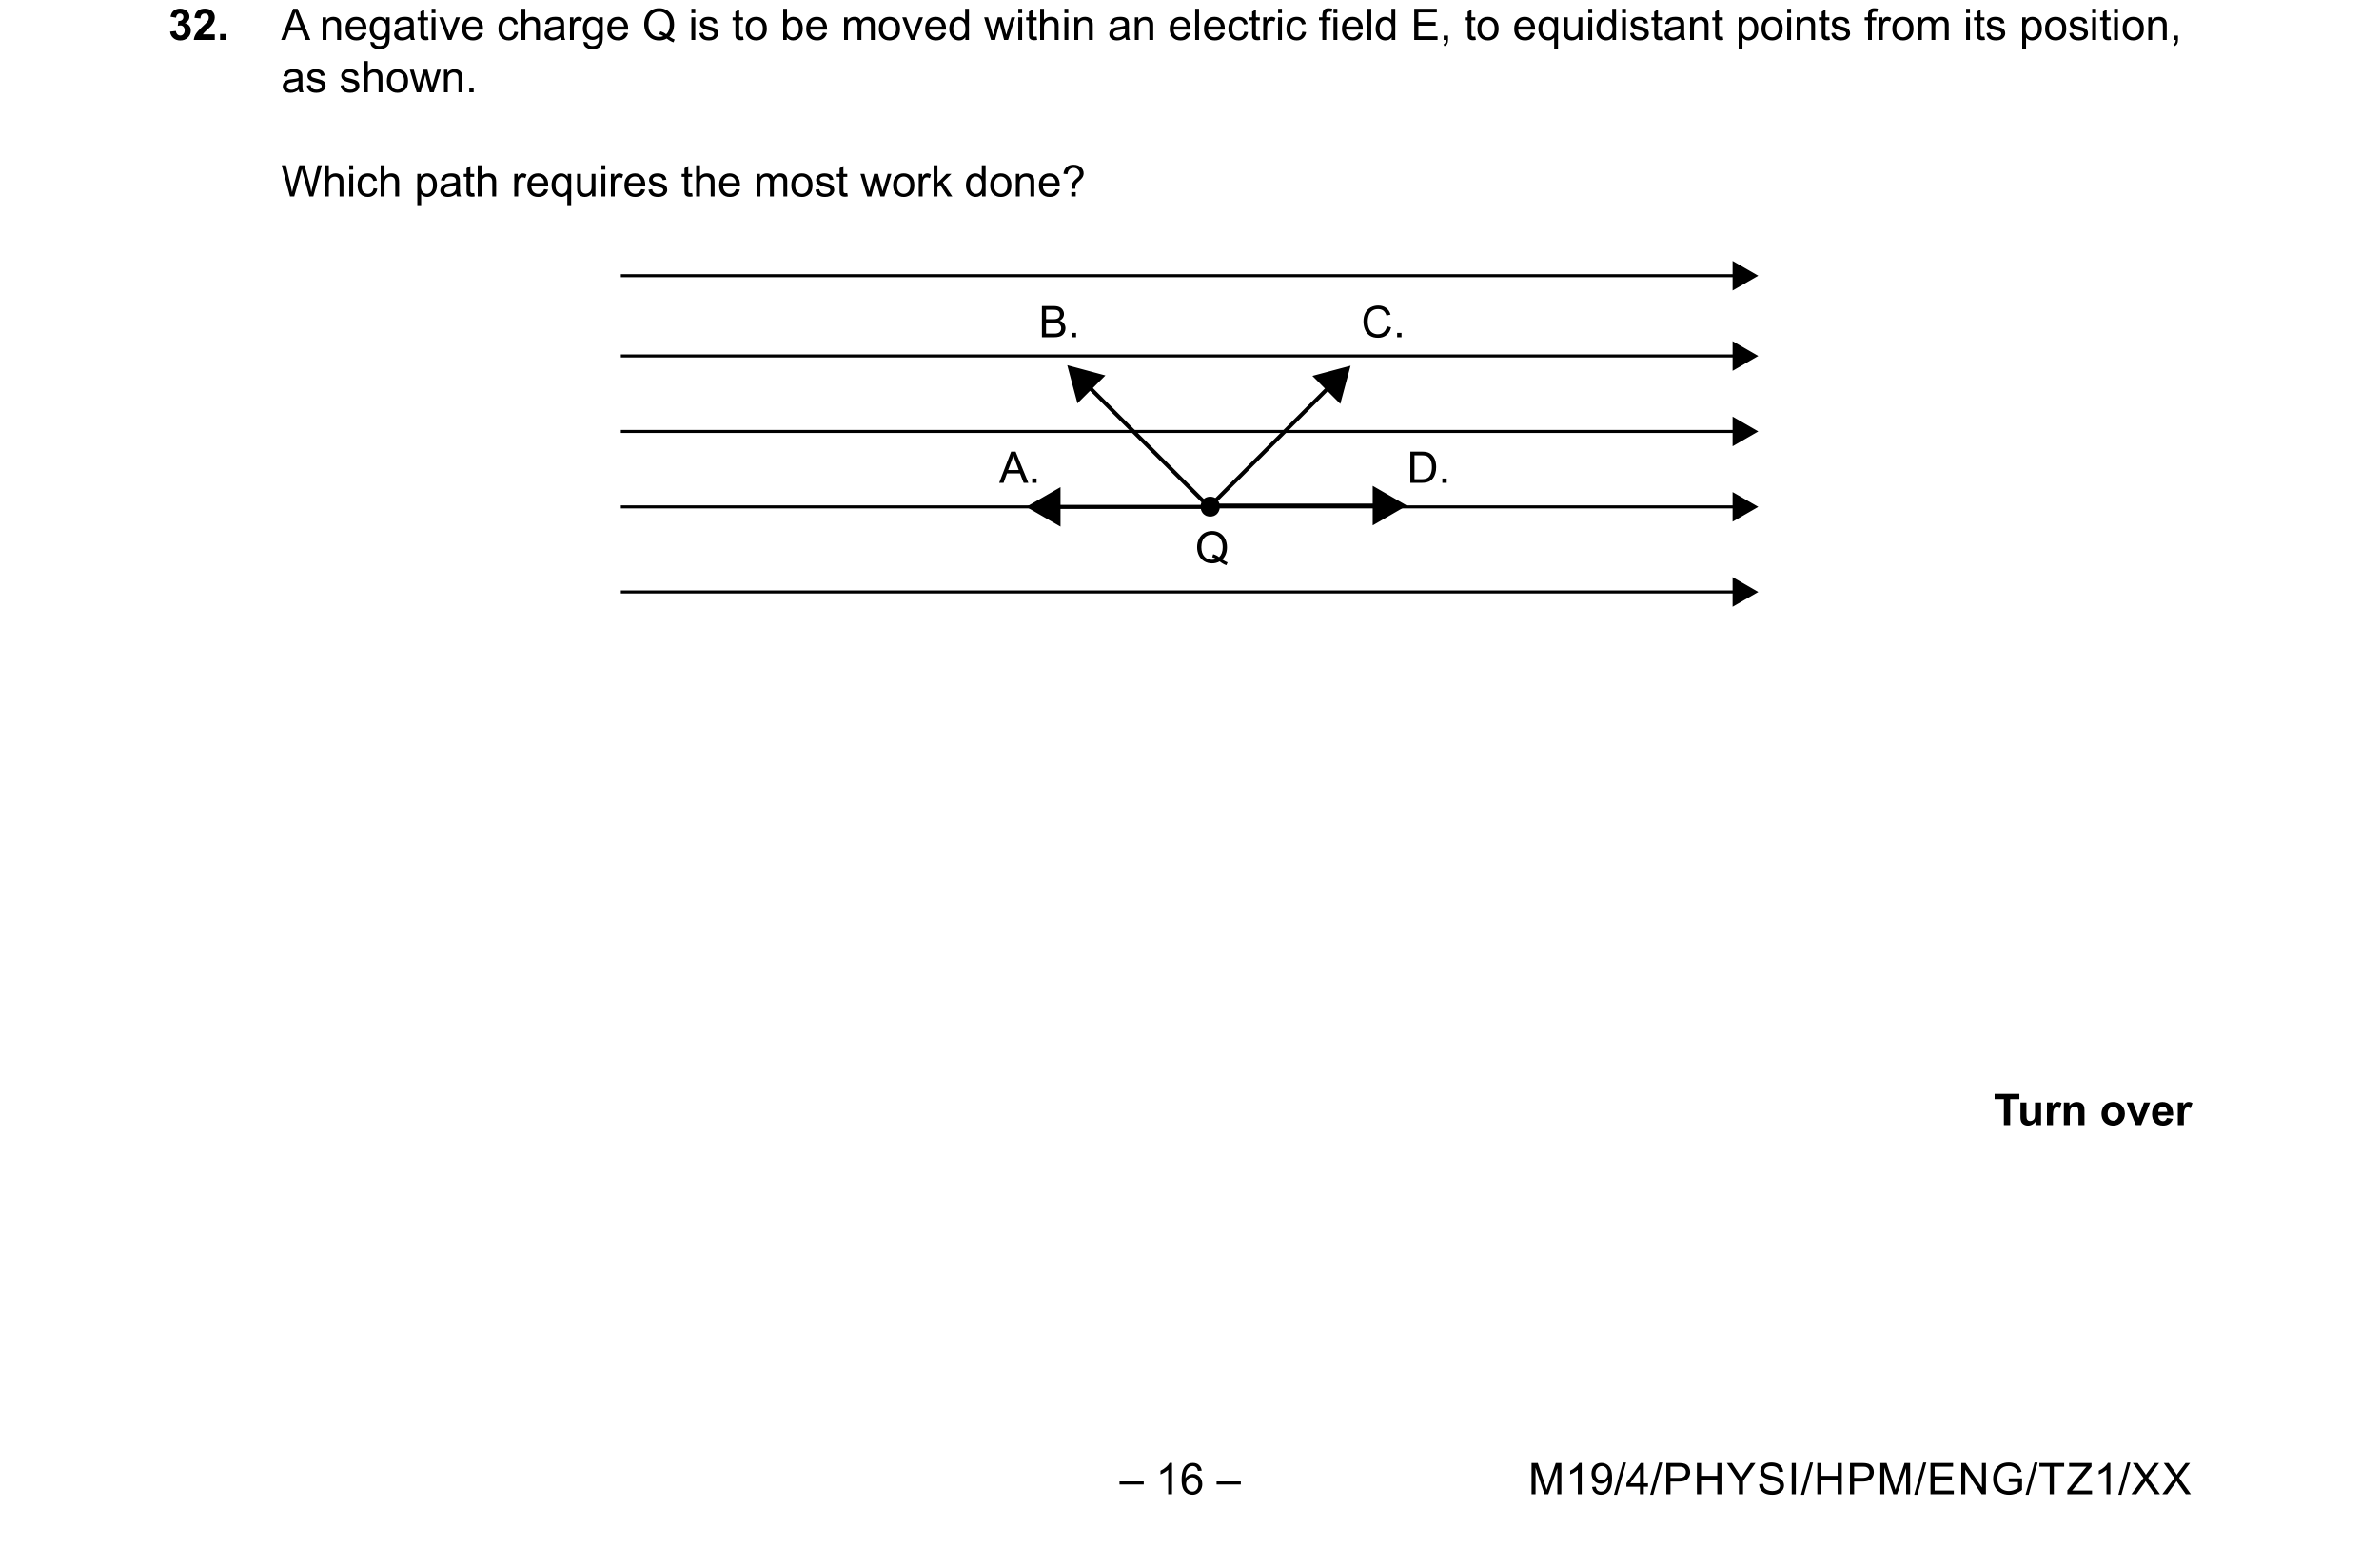 32. A negative charge Q is to be moved within an electric field E, to equidistant points from its position,
as shown.
Which path requires the most work done?
B. C.
A. D.
Q
Turn over
– 16 – M19/4/PHYSI/HPM/ENG/TZ1/XX